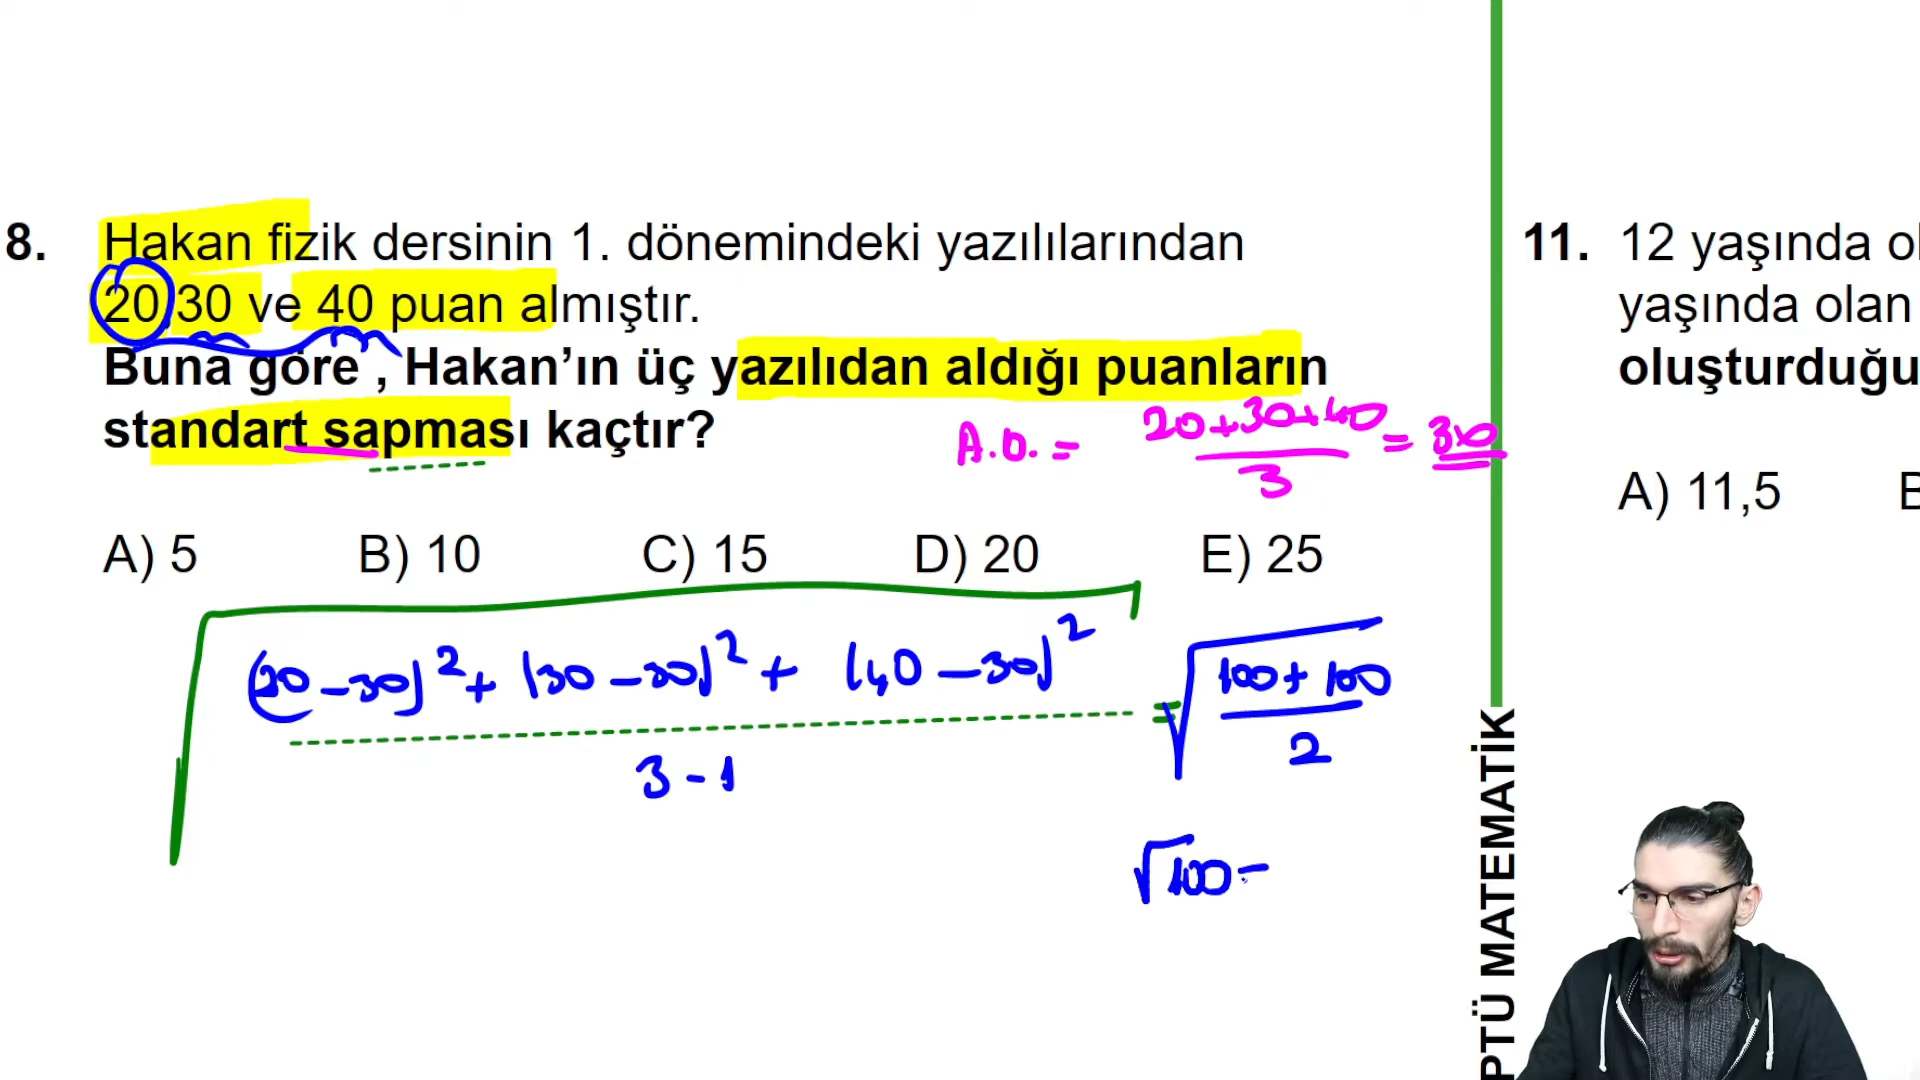 8. Hakan fizik dersinin 1. dönemindeki yazılılarından
20,30 ve 40 puan almıştır.
Buna göre , Hakan’ın üç yazılıdan aldığı puanların
standart sapması kaçtır?
A.O. = 20+30+40 / 3 = 30
A) 5 B) 10 C) 15 D) 20 E) 25
(20-30)² + (30-30)² + (40-30)²
3-1
= √ 100+100 / 2
√100 =
11. 12 yaşında ol
yaşında olan
oluşturduğu
A) 11,5
PTÜ MATEMATİK